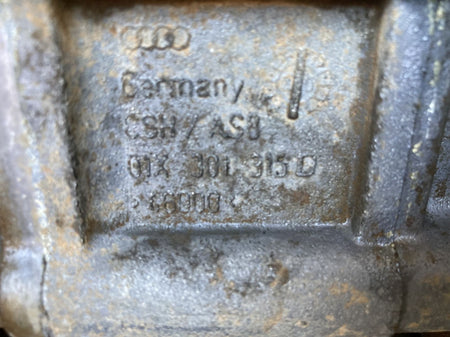 Germany
CSH / ASB
01X 301 315 D